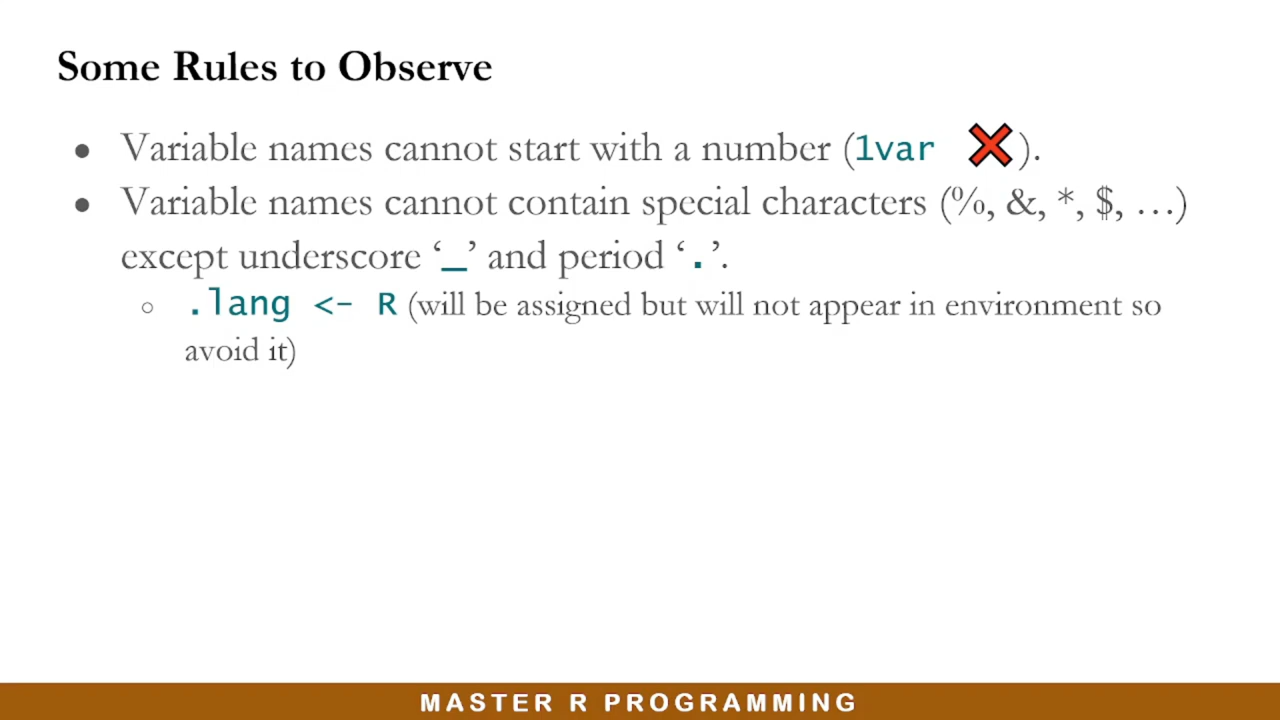 Some Rules to Observe
● Variable names cannot start with a number (1var ❌).
● Variable names cannot contain special characters (%, &, *, $, …)
except underscore ‘_’ and period ‘.’.
○ .lang <- R (will be assigned but will not appear in environment so
avoid it)
MASTER R PROGRAMMING